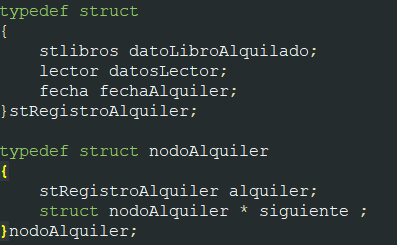 typedef struct
{
    stlibros datoLibroAlquilado;
    lector datosLector;
    fecha fechaAlquiler;
}stRegistroAlquiler;

typedef struct nodoAlquiler
{
    stRegistroAlquiler alquiler;
    struct nodoAlquiler * siguiente ;
}nodoAlquiler;